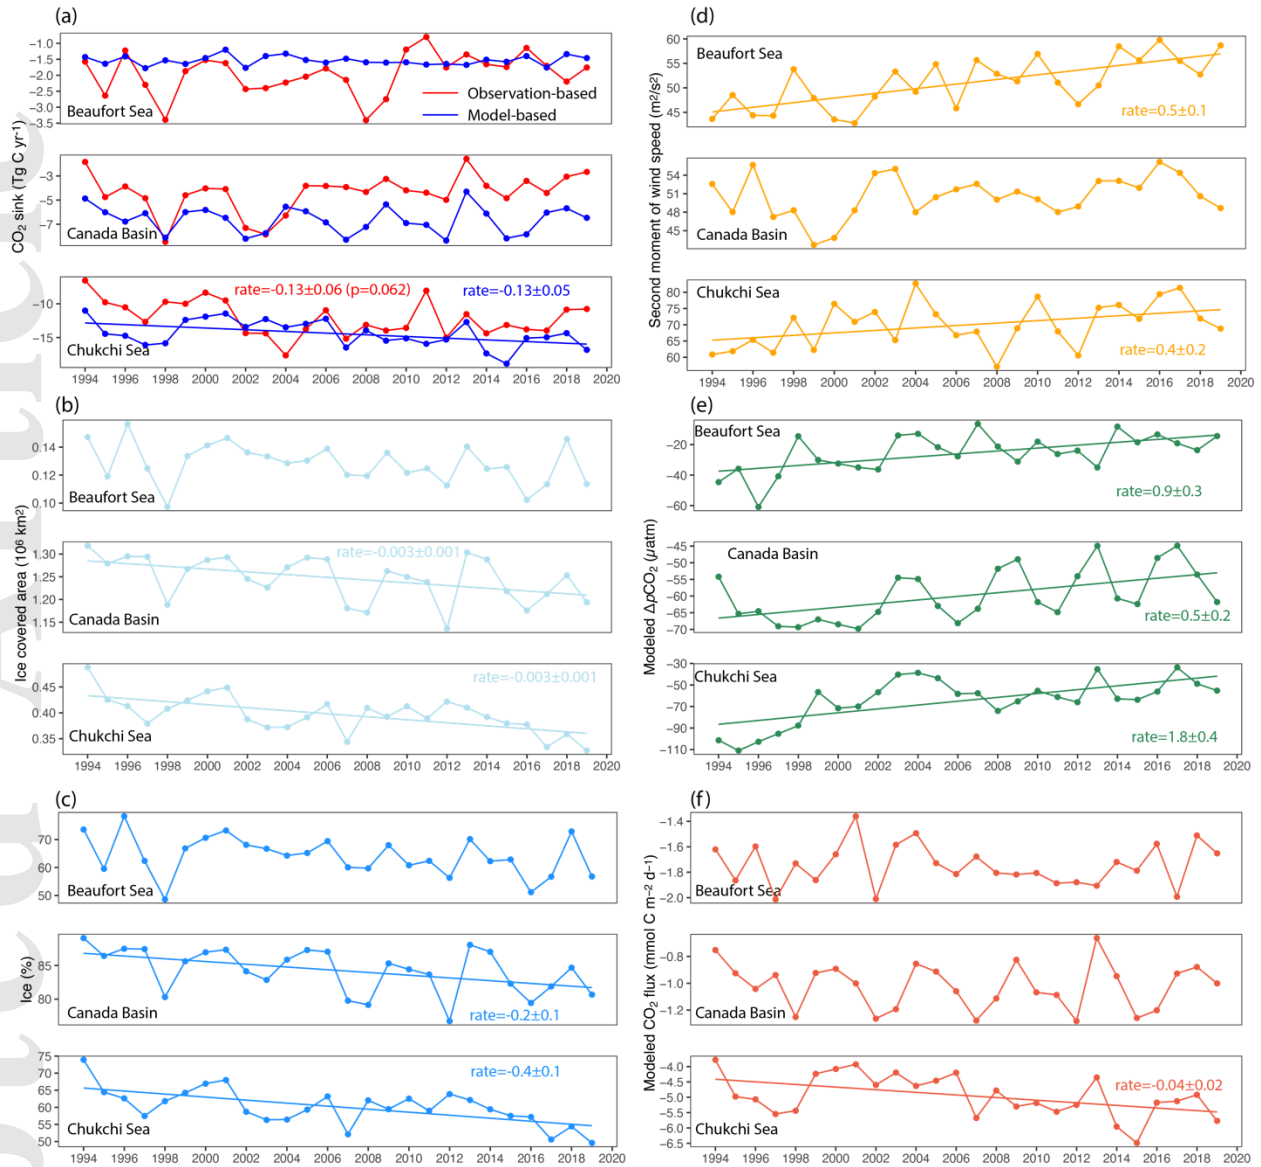 (a)
CO₂ sink (Tg C yr⁻¹)
−1.0
−1.5
−2.0
−2.5
−3.0
−3.5
Beaufort Sea
Observation-based
Model-based
−3
−5
−7
Canada Basin
−10
−15
rate=-0.13±0.06 (p=0.062)
rate=-0.13±0.05
Chukchi Sea
1994 1996 1998 2000 2002 2004 2006 2008 2010 2012 2014 2016 2018 2020
(b)
Ice covered area (10⁶ km²)
0.14
0.12
0.10
Beaufort Sea
1.30
1.25
1.20
1.15
rate=-0.003±0.001
Canada Basin
0.45
0.40
0.35
rate=-0.003±0.001
Chukchi Sea
1994 1996 1998 2000 2002 2004 2006 2008 2010 2012 2014 2016 2018 2020
(c)
Ice (%)
70
60
50
Beaufort Sea
85
80
Canada Basin
rate=-0.2±0.1
75
70
65
60
55
50
rate=-0.4±0.1
Chukchi Sea
1994 1996 1998 2000 2002 2004 2006 2008 2010 2012 2014 2016 2018 2020
(d)
Second moment of wind speed (m²/s2)
60
55
50
45
Beaufort Sea
rate=0.5±0.1
54
51
48
45
Canada Basin
80
75
70
65
60
Chukchi Sea
rate=0.4±0.2
1994 1996 1998 2000 2002 2004 2006 2008 2010 2012 2014 2016 2018 2020
(e)
Modeled ΔpCO₂ (μatm)
−20
−40
−60
Beaufort Sea
rate=0.9±0.3
−45
−50
−55
−60
−65
−70
Canada Basin
rate=0.5±0.2
−30
−50
−70
−90
−110
Chukchi Sea
rate=1.8±0.4
1994 1996 1998 2000 2002 2004 2006 2008 2010 2012 2014 2016 2018 2020
(f)
Modeled CO₂ flux (mmol C m⁻² d⁻¹)
−1.4
−1.6
−1.8
−2.0
Beaufort Sea
−0.8
−1.0
−1.2
Canada Basin
−4.0
−4.5
−5.0
−5.5
−6.0
−6.5
rate=-0.04±0.02
Chukchi Sea
1994 1996 1998 2000 2002 2004 2006 2008 2010 2012 2014 2016 2018 2020